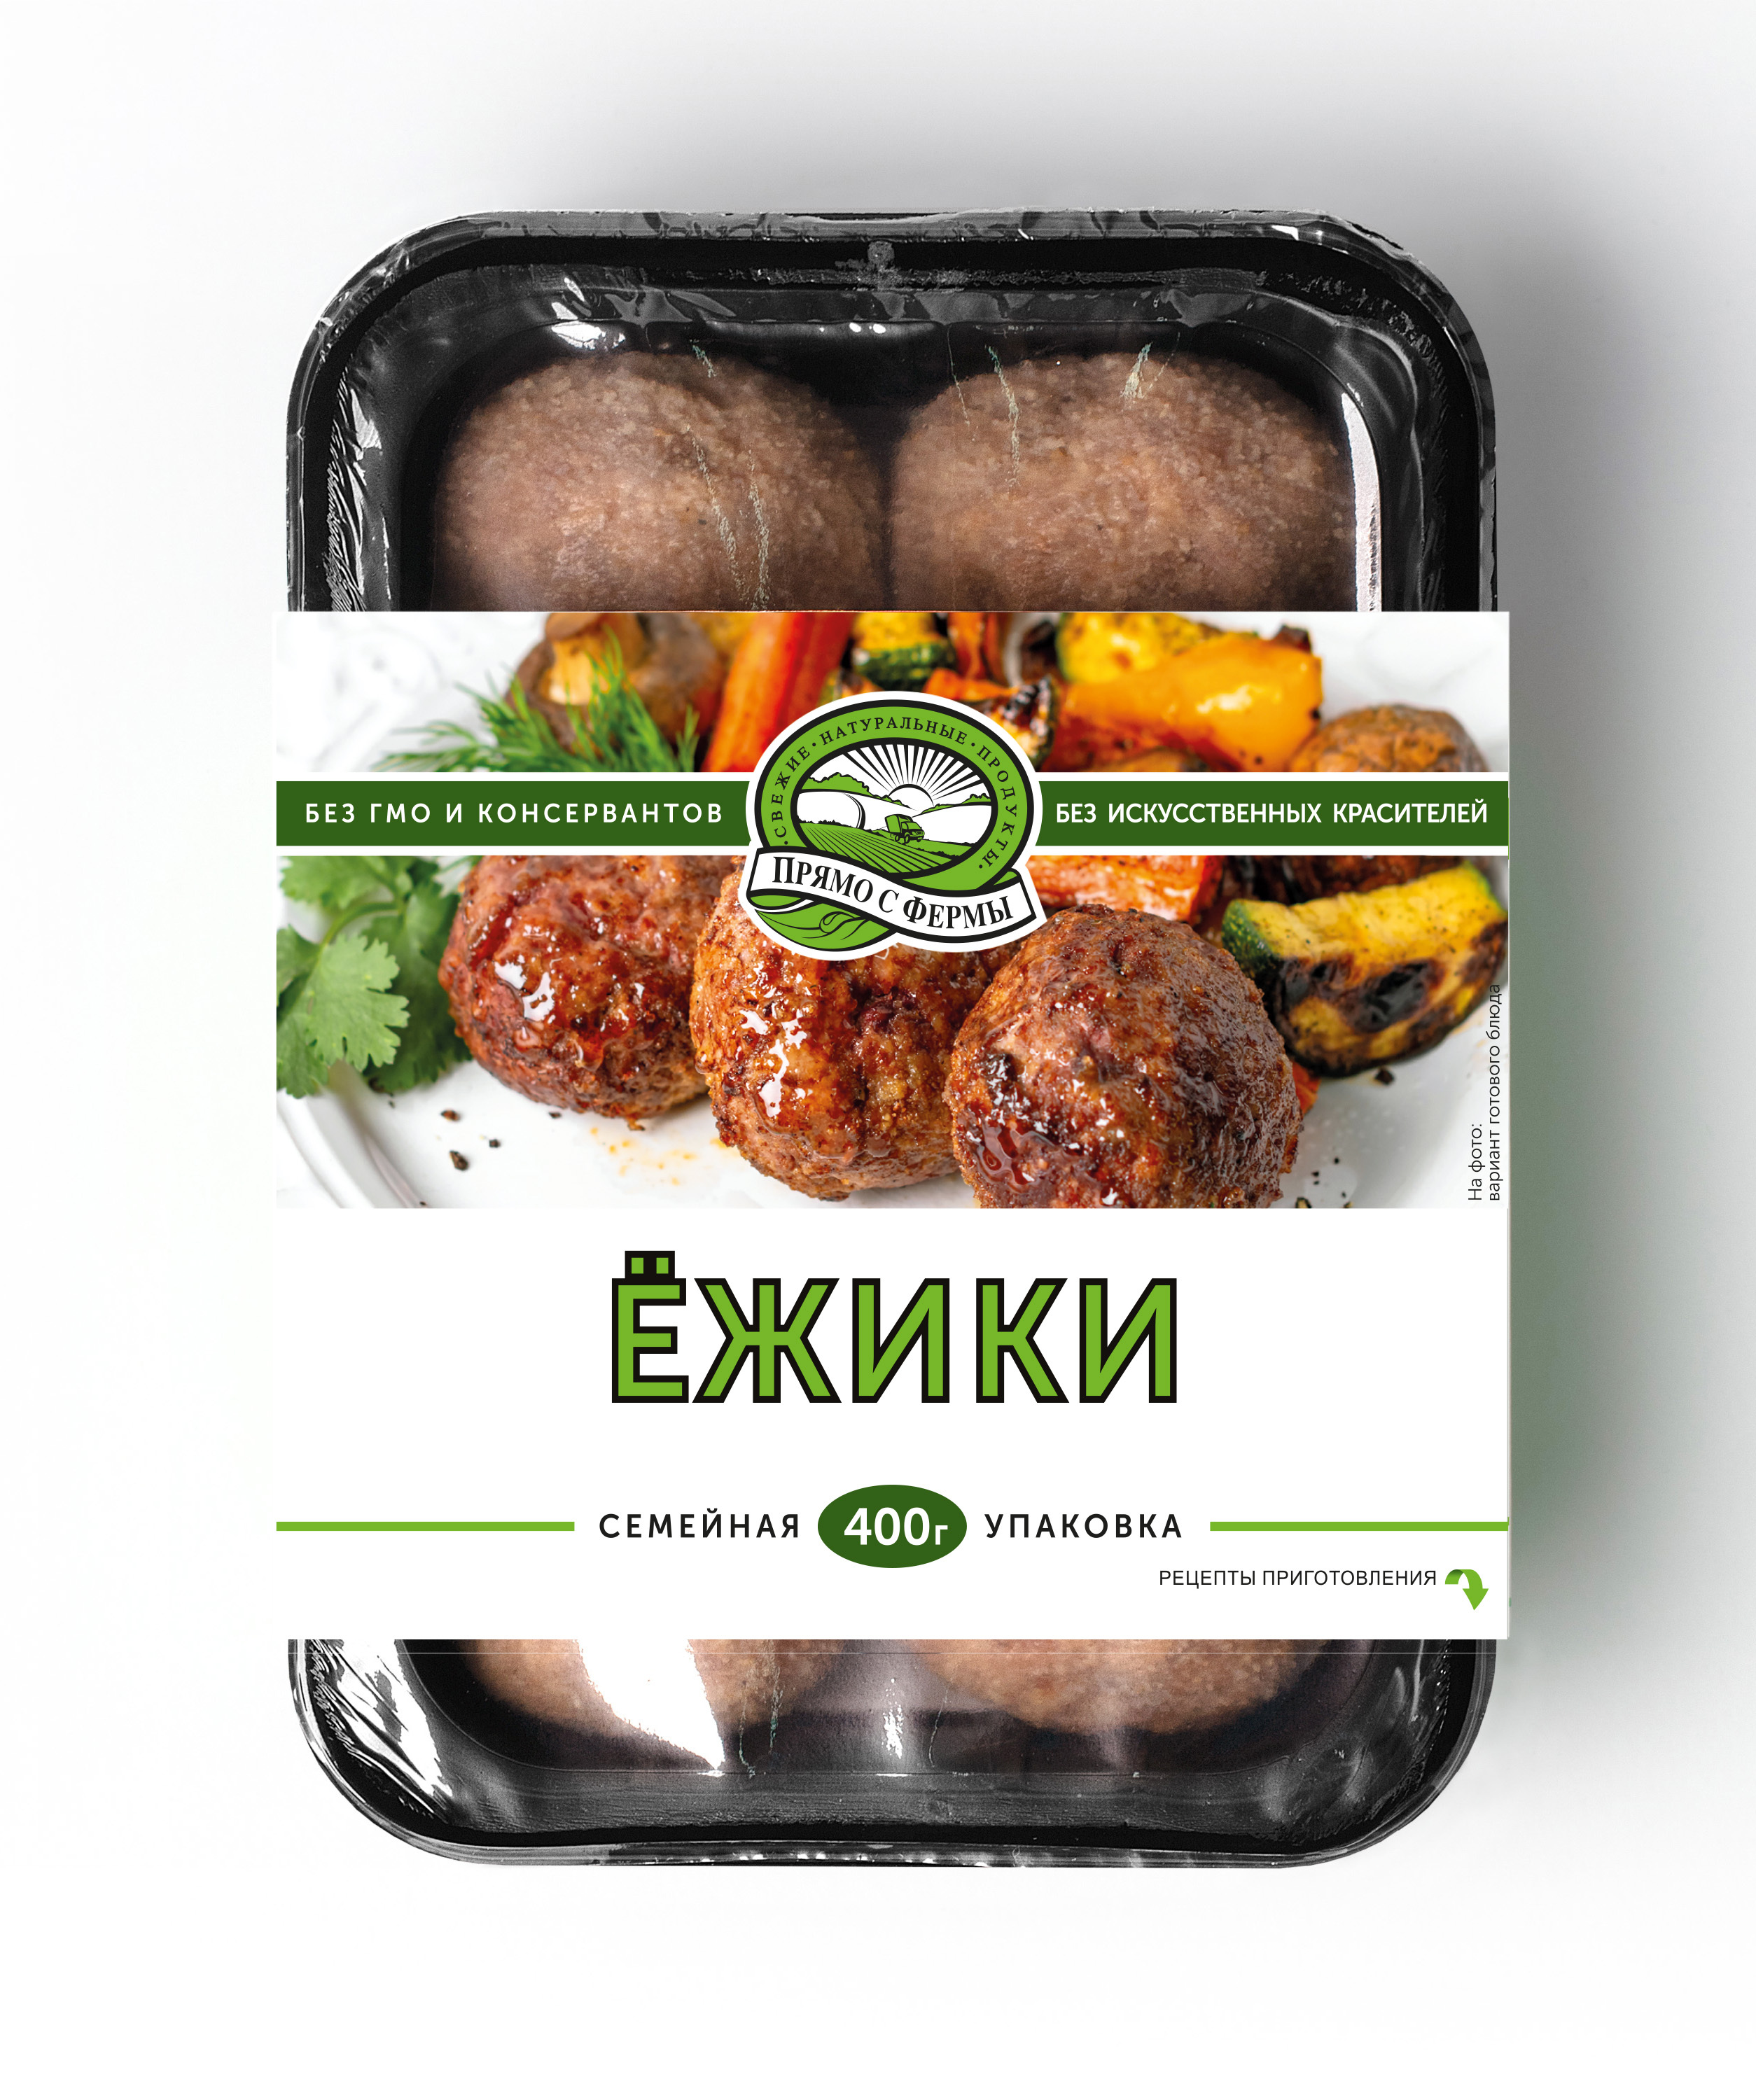 СВЕЖИЕ · НАТУРАЛЬНЫЕ · ПРОДУКТЫ
БЕЗ ГМО И КОНСЕРВАНТОВ
БЕЗ ИСКУССТВЕННЫХ КРАСИТЕЛЕЙ
ПРЯМО С ФЕРМЫ
На фото:
вариант готового блюда
ЁЖИКИ
СЕМЕЙНАЯ 400г УПАКОВКА
РЕЦЕПТЫ ПРИГОТОВЛЕНИЯ